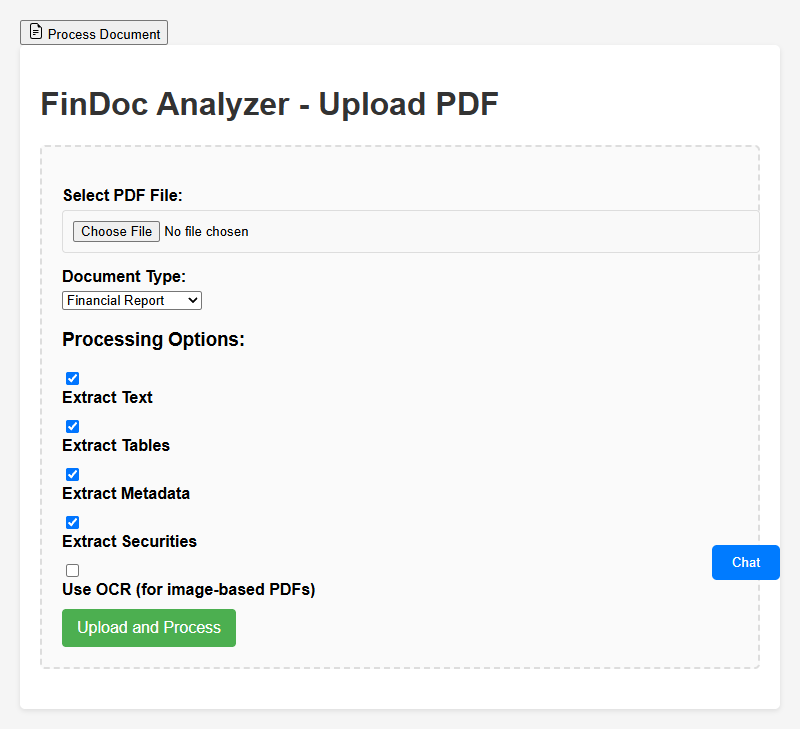 Process Document
FinDoc Analyzer - Upload PDF
Select PDF File:
Choose File No file chosen
Document Type:
Financial Report
Processing Options:
Extract Text
Extract Tables
Extract Metadata
Extract Securities
Chat
Use OCR (for image-based PDFs)
Upload and Process